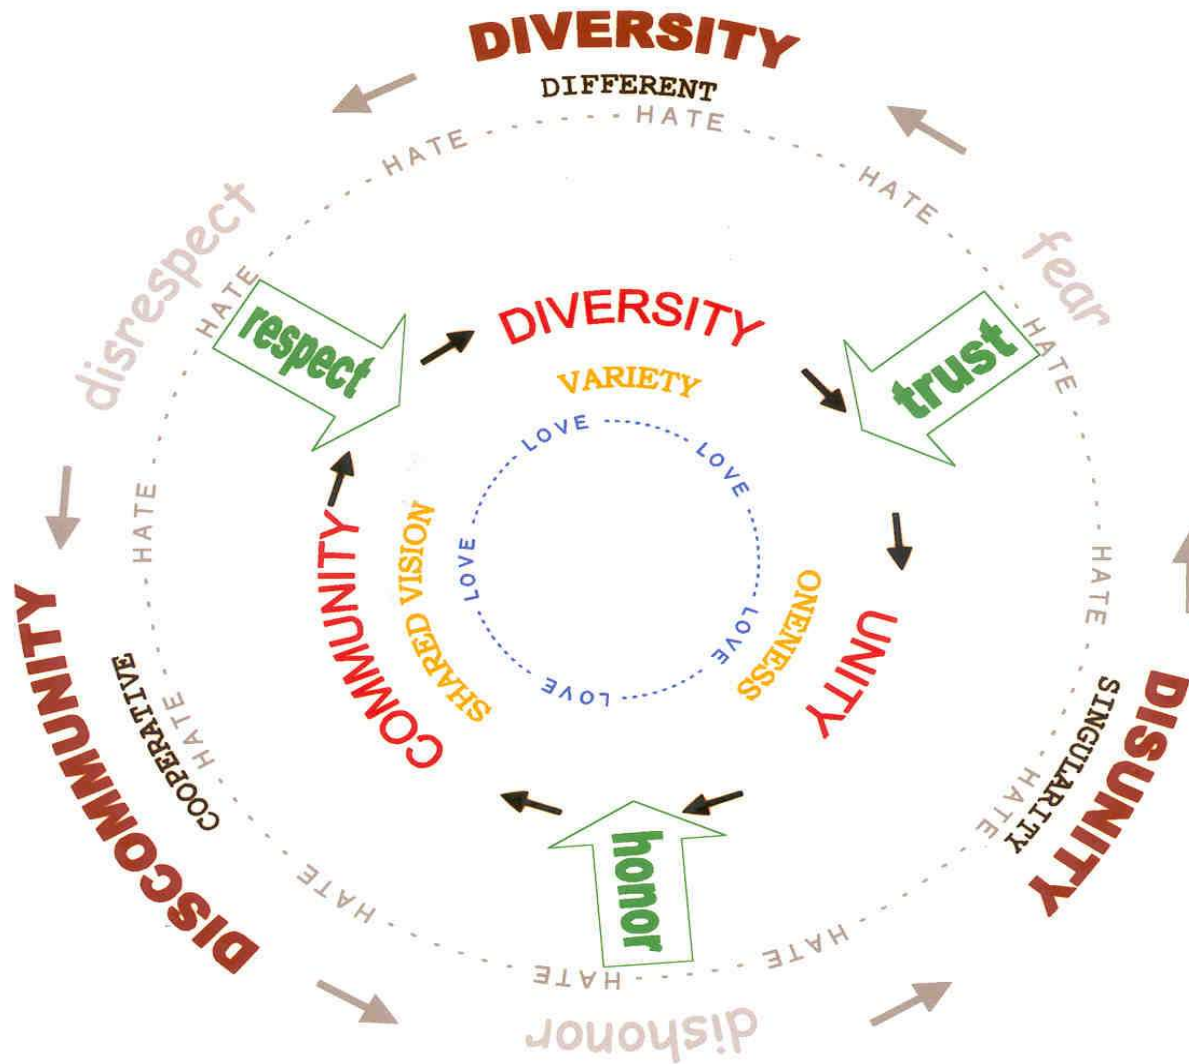 DIVERSITY
DIFFERENT
HATE
HATE
HATE
HATE
HATE
HATE
HATE
HATE
HATE
HATE
HATE
HATE
disrespect
fear
respect
trust
DIVERSITY
VARIETY
LOVE
LOVE
LOVE
LOVE
LOVE
COMMUNITY
SHARED VISION
ONENESS
UNITY
DISCOMMUNITY
COOPERATIVE
SINGULARITY
DISUNITY
honor
dishonor